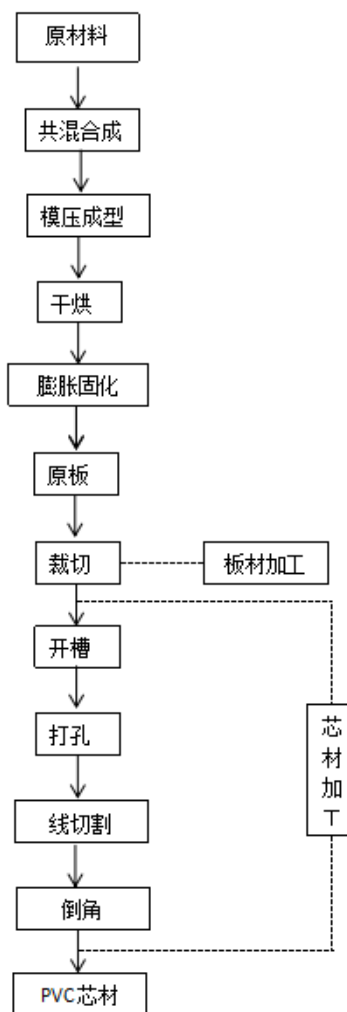 原材料
共混合成
模压成型
干烘
膨胀固化
原板
裁切
板材加工
开槽
打孔
芯
材
加
工
线切割
倒角
PVC芯材